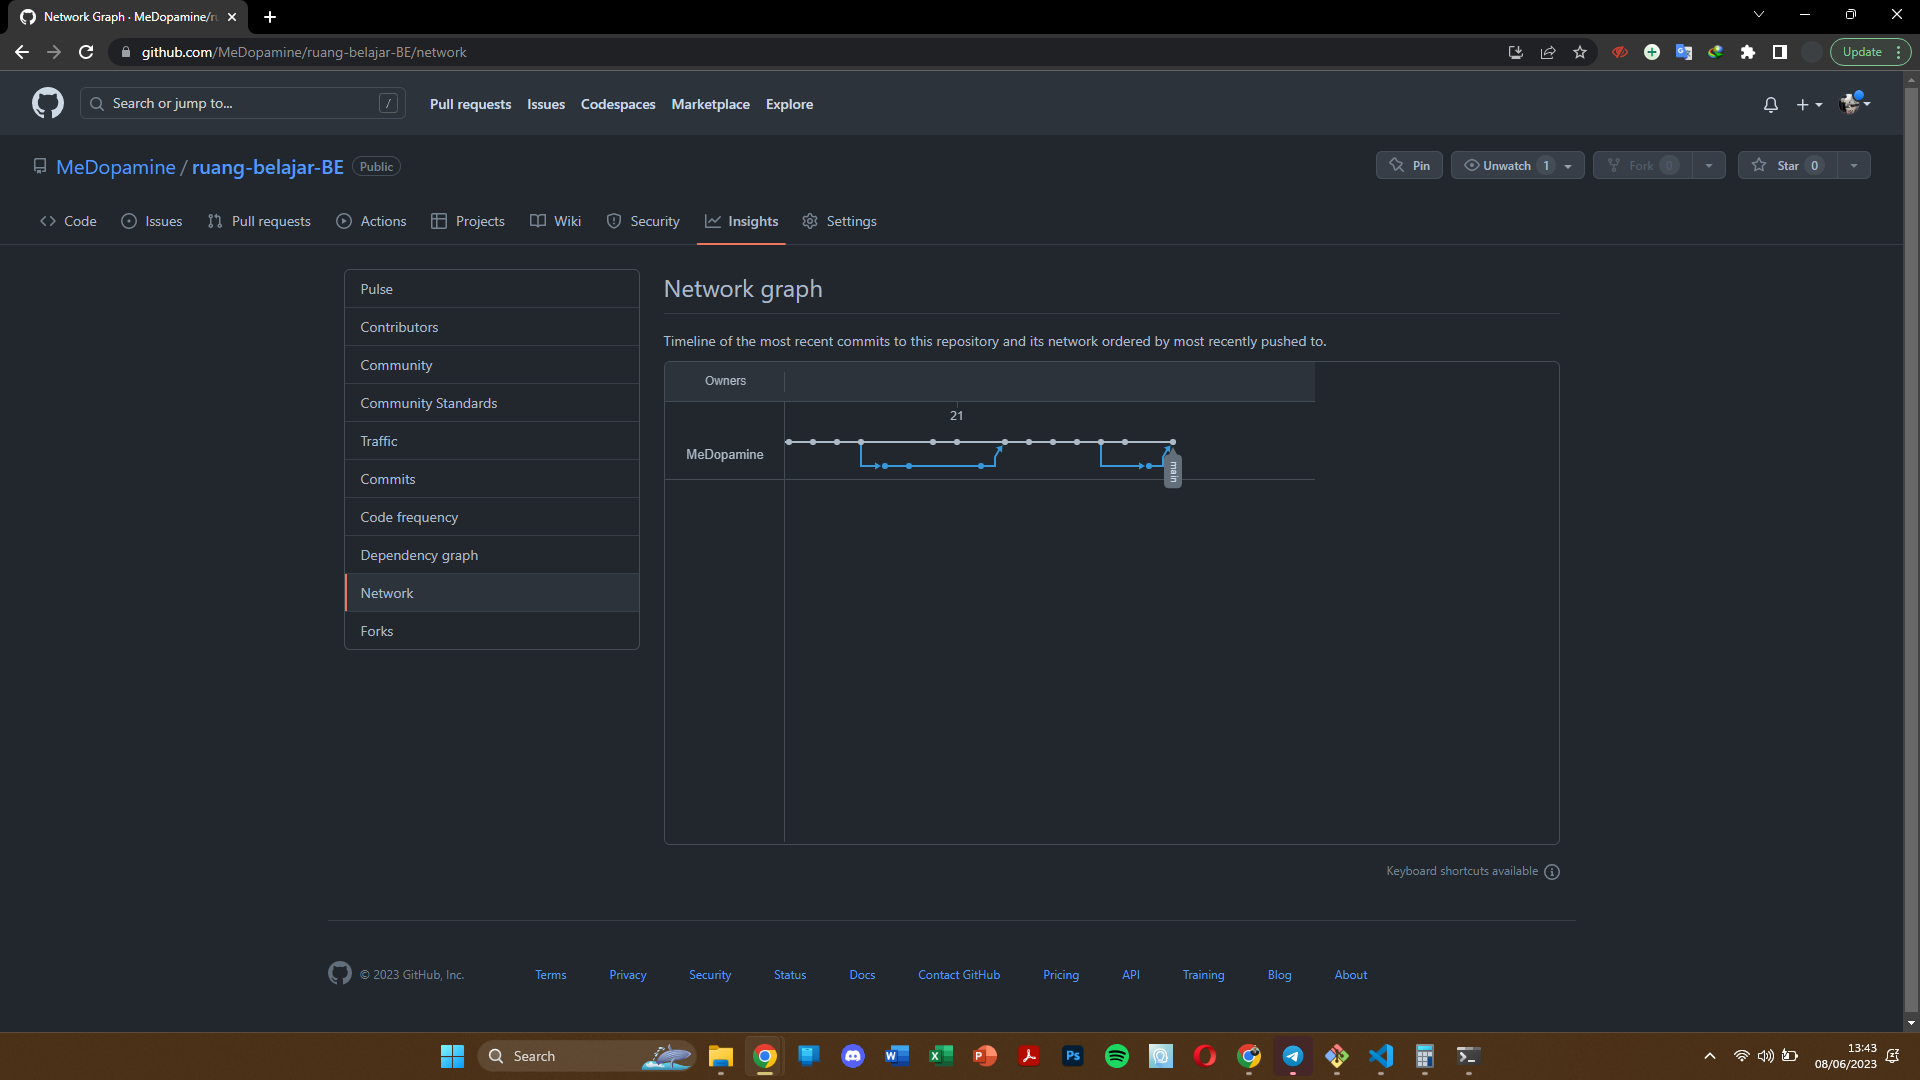 Network Graph · MeDopamine/ru
github.com/MeDopamine/ruang-belajar-BE/network
Update
Search or jump to...
/
Pull requests
Issues
Codespaces
Marketplace
Explore
MeDopamine / ruang-belajar-BE
Public
Pin
Unwatch 1
Fork 0
Star 0
Code
Issues
Pull requests
Actions
Projects
Wiki
Security
Insights
Settings
Pulse
Contributors
Community
Community Standards
Traffic
Commits
Code frequency
Dependency graph
Network
Forks
Network graph
Timeline of the most recent commits to this repository and its network ordered by most recently pushed to.
Owners
21
MeDopamine
main
Keyboard shortcuts available
© 2023 GitHub, Inc.
Terms
Privacy
Security
Status
Docs
Contact GitHub
Pricing
API
Training
Blog
About
Search
13:43
08/06/2023